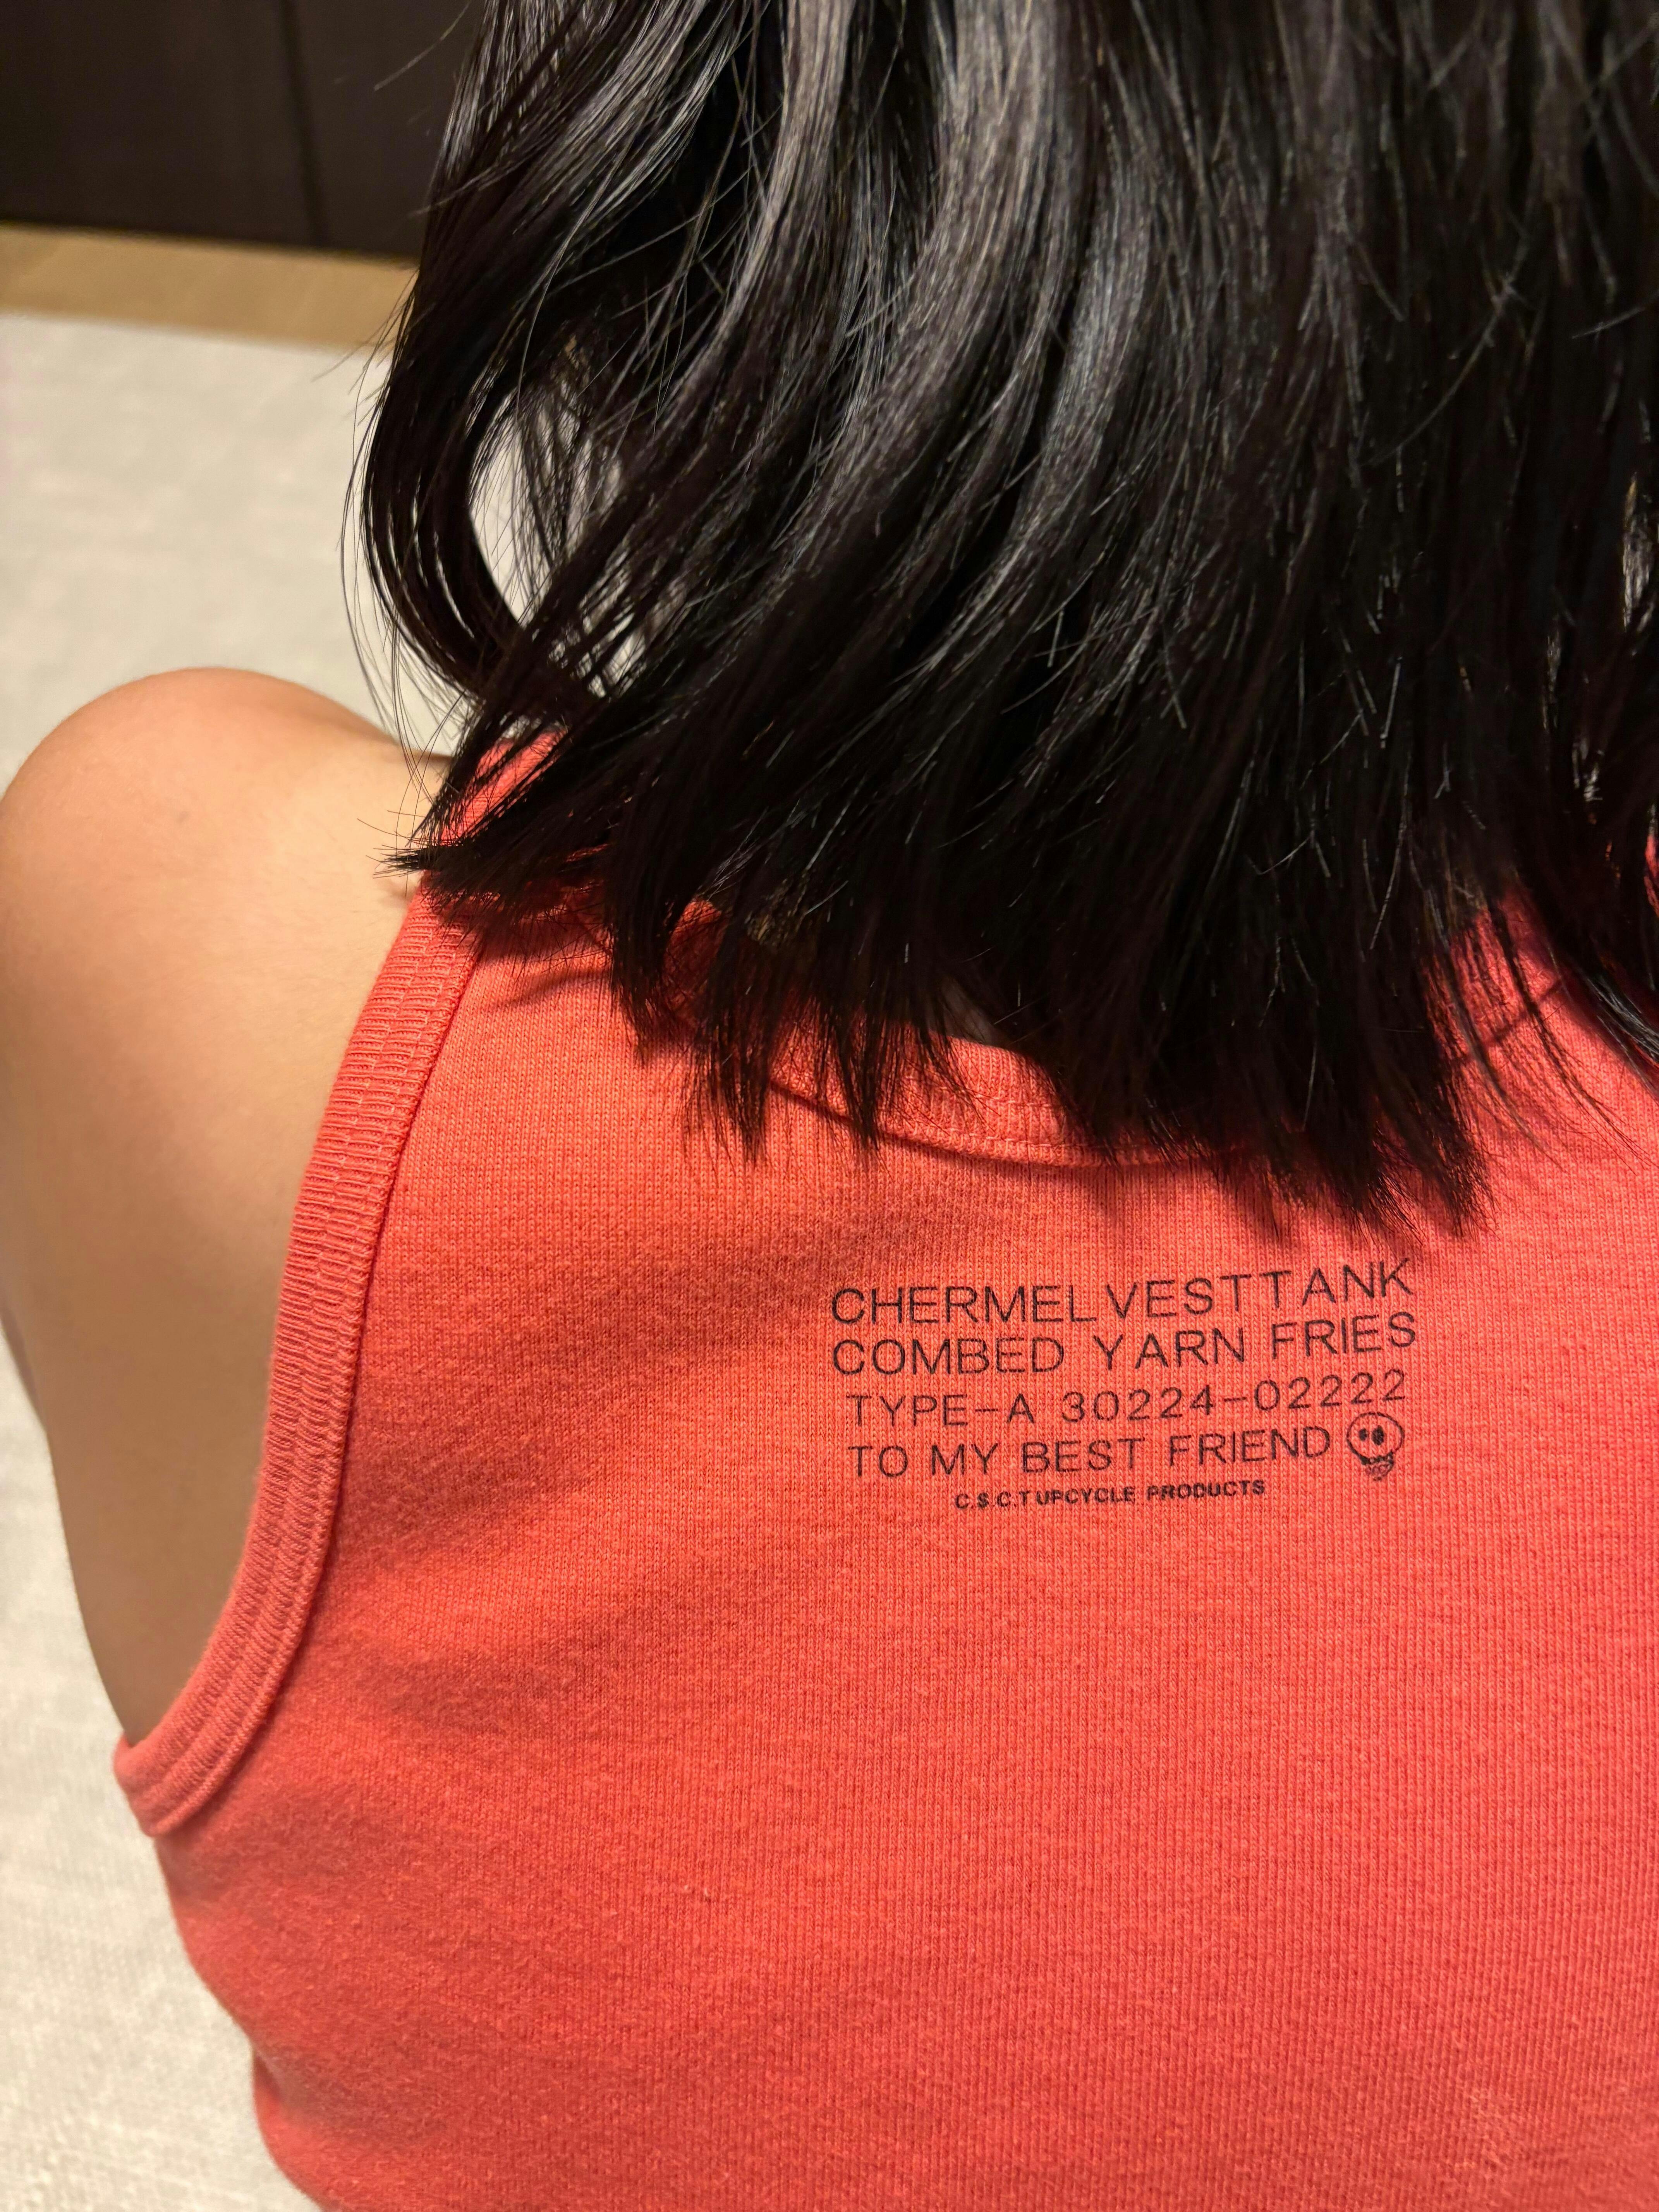 CHERMELVESTTANK
COMBED YARN FRIES
TYPE-A 30224-02222
TO MY BEST FRIEND
C.S.C.T UPCYCLE PRODUCTS